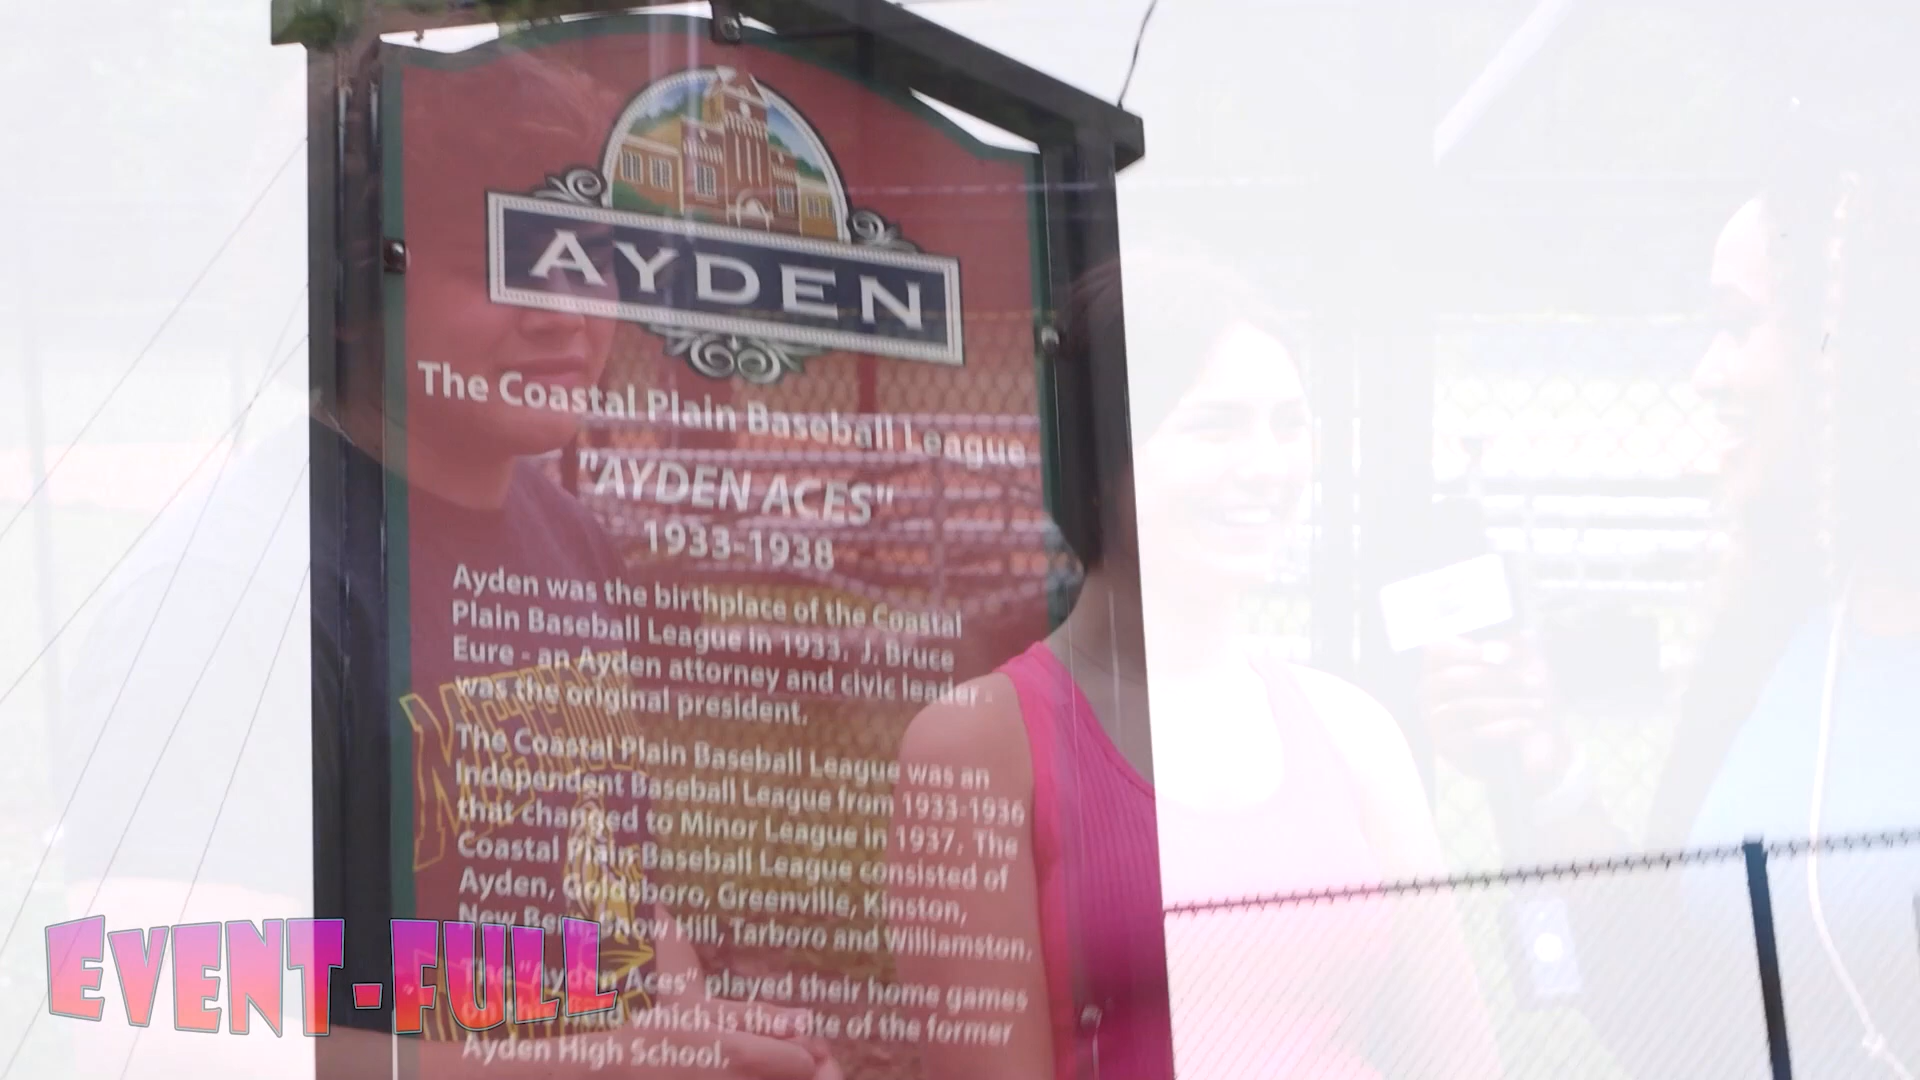 AYDEN
The Coastal Plain Baseball League
"AYDEN ACES"
1933-1938
Ayden was the birthplace of the Coastal
Plain Baseball League in 1933. J. Bruce
Eure - an Ayden attorney and civic leader -
was the original president.
The Coastal Plain Baseball League was an
Independent Baseball League from 1933-1936
that changed to Minor League in 1937. The
Coastal Plain Baseball League consisted of
Ayden, Goldsboro, Greenville, Kinston,
New Bern, Snow Hill, Tarboro and Williamston.
The "Ayden Aces" played their home games
which is the site of the former
Ayden High School.
EVENT-FULL